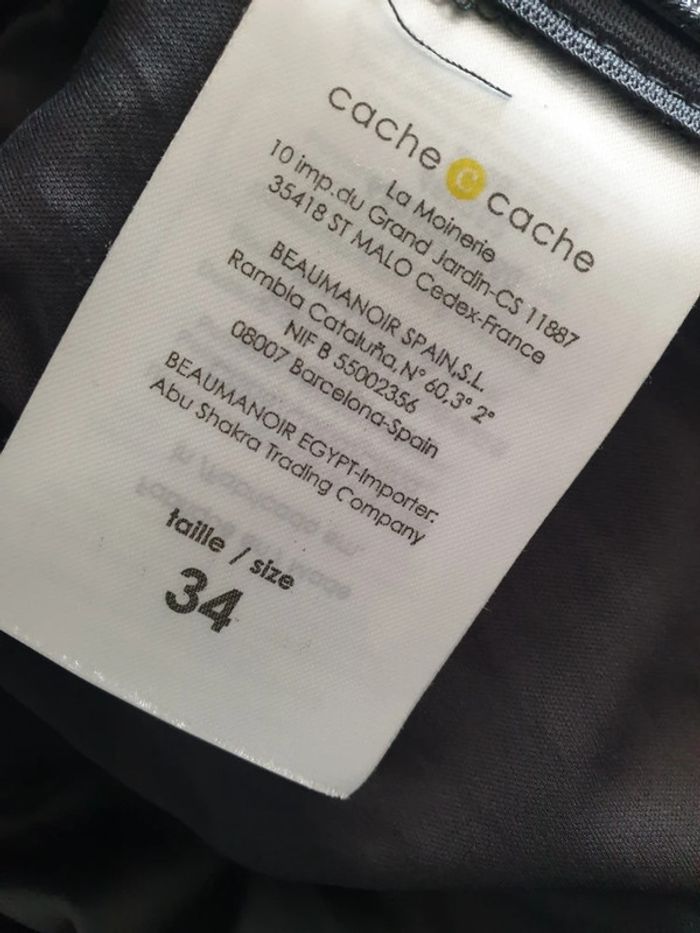 cache c cache
La Moinerie
10 imp.du Grand Jardin-CS 11887
35418 ST MALO Cedex-France
BEAUMANOIR SPAIN,S.L.
Rambla Cataluña, N° 60,3° 2ª
NIF B 55002356
08007 Barcelona-Spain
BEAUMANOIR EGYPT-Importer:
Abu Shakra Trading Company
taille / size
34